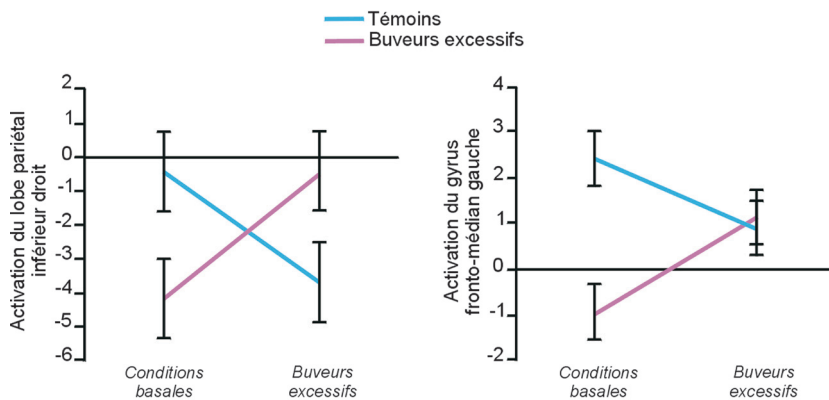 Témoins
Buveurs excessifs
Activation du lobe pariétal
inférieur droit
2
1
0
-1
-2
-3
-4
-5
-6
Conditions
basales
Buveurs
excessifs
Activation du gyrus
fronto-médian gauche
4
3
2
1
0
-1
-2
Conditions
basales
Buveurs
excessifs